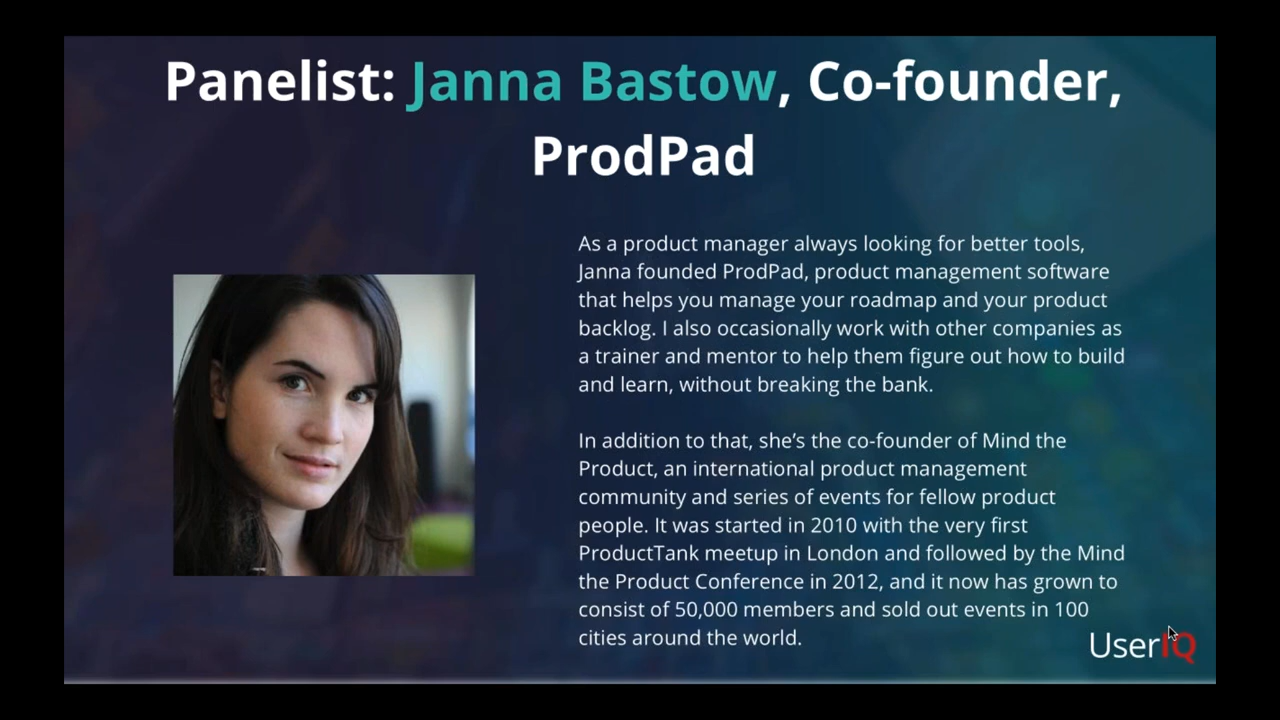 Panelist: Janna Bastow, Co-founder,
ProdPad
As a product manager always looking for better tools,
Janna founded ProdPad, product management software
that helps you manage your roadmap and your product
backlog. I also occasionally work with other companies as
a trainer and mentor to help them figure out how to build
and learn, without breaking the bank.
In addition to that, she’s the co-founder of Mind the
Product, an international product management
community and series of events for fellow product
people. It was started in 2010 with the very first
ProductTank meetup in London and followed by the Mind
the Product Conference in 2012, and it now has grown to
consist of 50,000 members and sold out events in 100
cities around the world.
UserIQ